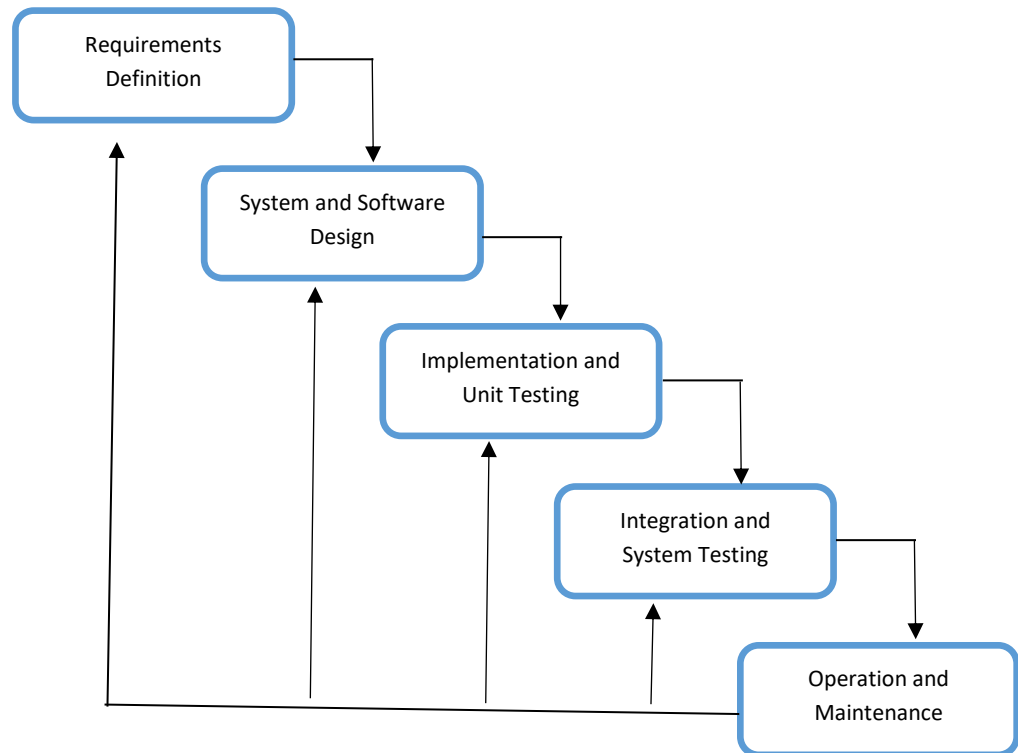 Requirements
Definition
System and Software
Design
Implementation and
Unit Testing
Integration and
System Testing
Operation and
Maintenance